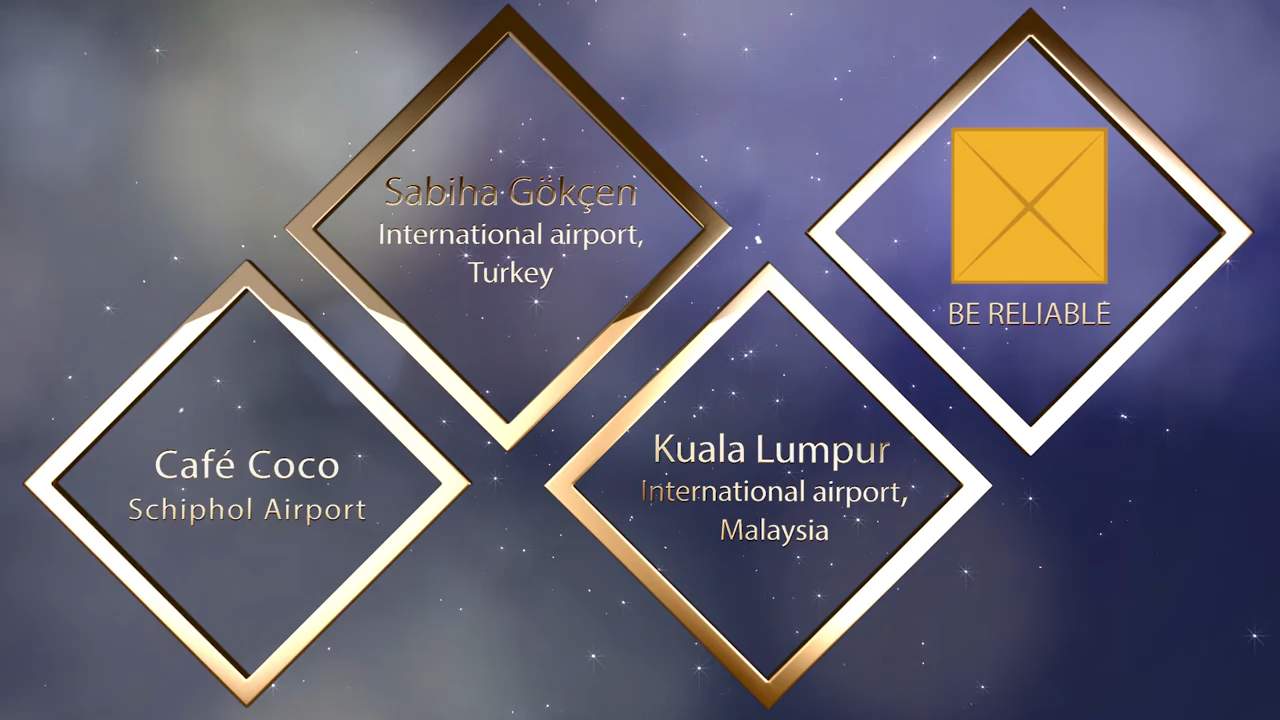 Sabiha Gökçen
International airport,
Turkey
BE RELIABLE
Café Coco
Schiphol Airport
Kuala Lumpur
International airport,
Malaysia